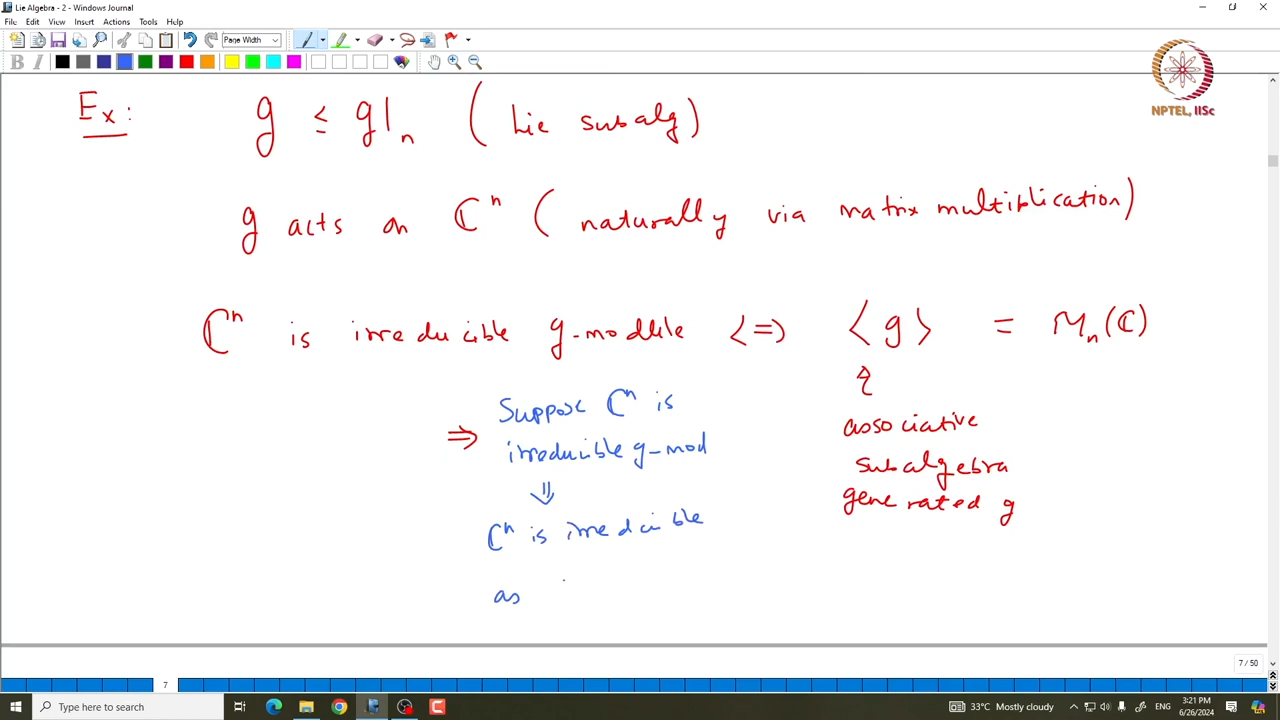 Lie Algebra - 2 - Windows Journal
File Edit View Insert Actions Tools Help
Page Width
B I
NPTEL, IISc
Ex: g ≤ gl_n (Lie subalg)
g acts on ℂ^n (naturally via matrix multiplication)
ℂ^n is irreducible g-module <=> <g> = M_n(ℂ)
associative
subalgebra
generated g
=> Suppose ℂ^n is
irreducible g-mod
⇓
ℂ^n is irreducible
as
7 / 50
7
Type here to search
33°C Mostly cloudy
ENG
3:21 PM
6/26/2024